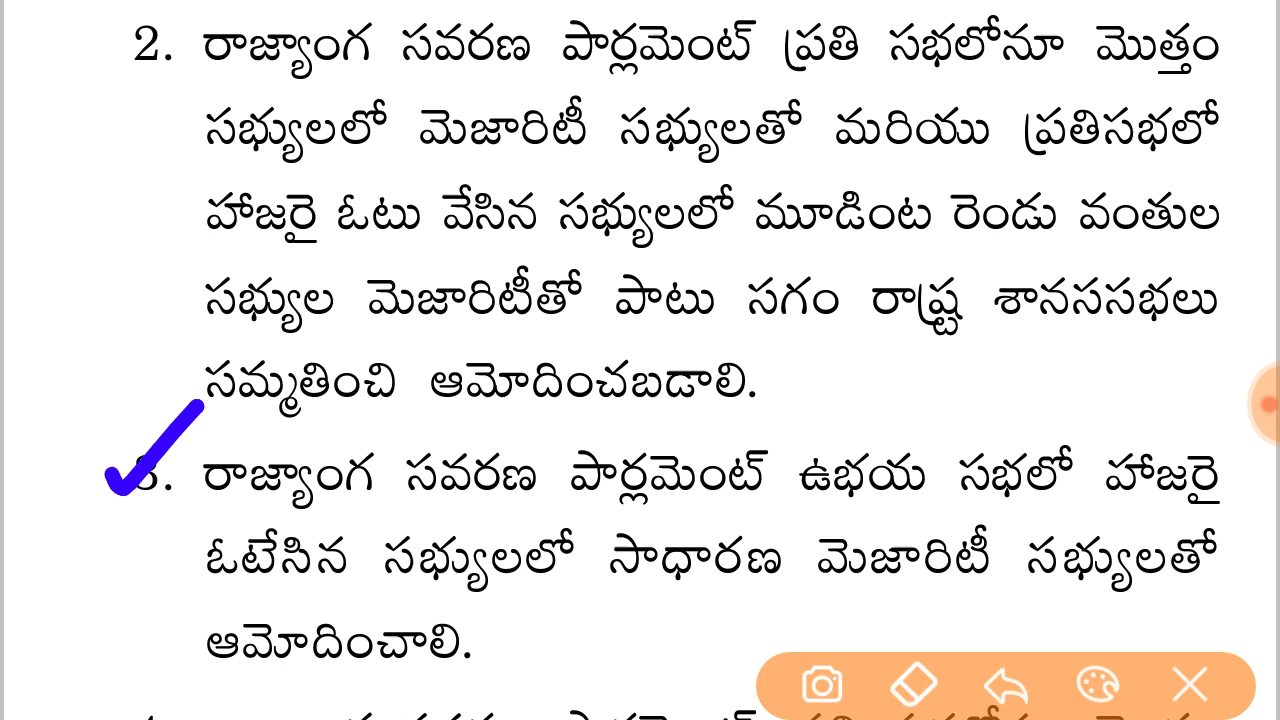 2. రాజ్యాంగ సవరణ పార్లమెంట్ ప్రతి సభలోనూ మొత్తం
సభ్యులలో మెజారిటీ సభ్యులతో మరియు ప్రతిసభలో
హాజరై ఓటు వేసిన సభ్యులలో మూడింట రెండు వంతుల
సభ్యుల మెజారిటీతో పాటు సగం రాష్ట్ర శానససభలు
సమ్మతించి ఆమోదించబడాలి.
3. రాజ్యాంగ సవరణ పార్లమెంట్ ఉభయ సభలో హాజరై
ఓటేసిన సభ్యులలో సాధారణ మెజారిటీ సభ్యులతో
ఆమోదించాలి.